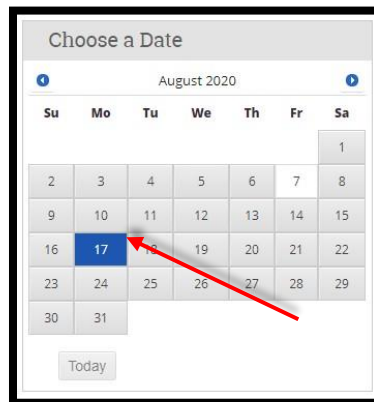 Choose a Date
August 2020
Su Mo Tu We Th Fr Sa
1
2 3 4 5 6 7 8
9 10 11 12 13 14 15
16 17 18 19 20 21 22
23 24 25 26 27 28 29
30 31
Today